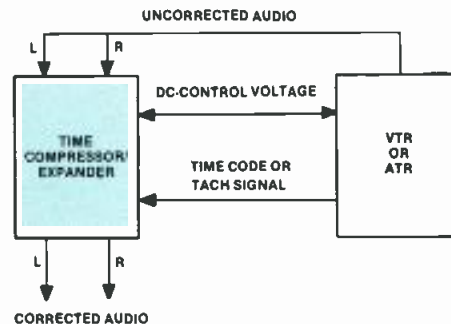 UNCORRECTED AUDIO
L R
DC-CONTROL VOLTAGE
TIME
COMPRESSOR/
EXPANDER
VTR
OR
ATR
TIME CODE OR
TACH SIGNAL
L R
CORRECTED AUDIO